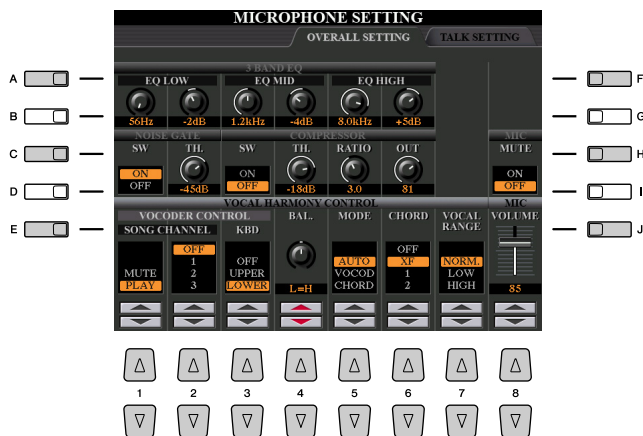 MICROPHONE SETTING
OVERALL SETTING TALK SETTING
3 BAND EQ
EQ LOW EQ MID EQ HIGH
56Hz -2dB 1.2kHz -4dB 8.0kHz +5dB
NOISE GATE COMPRESSOR MIC
SW TH. SW TH. RATIO OUT MUTE
ON ON ON
OFF -45dB OFF -18dB 3.0 81 OFF
VOCAL HARMONY CONTROL MIC
VOCODER CONTROL BAL. MODE CHORD VOCAL RANGE VOLUME
SONG CHANNEL KBD
OFF
1 OFF OFF
MUTE 2 UPPER AUTO XF NORM.
PLAY 3 LOWER VOCOD 1 LOW
L=H CHORD 2 HIGH 85
A
B
C
D
E
F
G
H
I
J
1 2 3 4 5 6 7 8